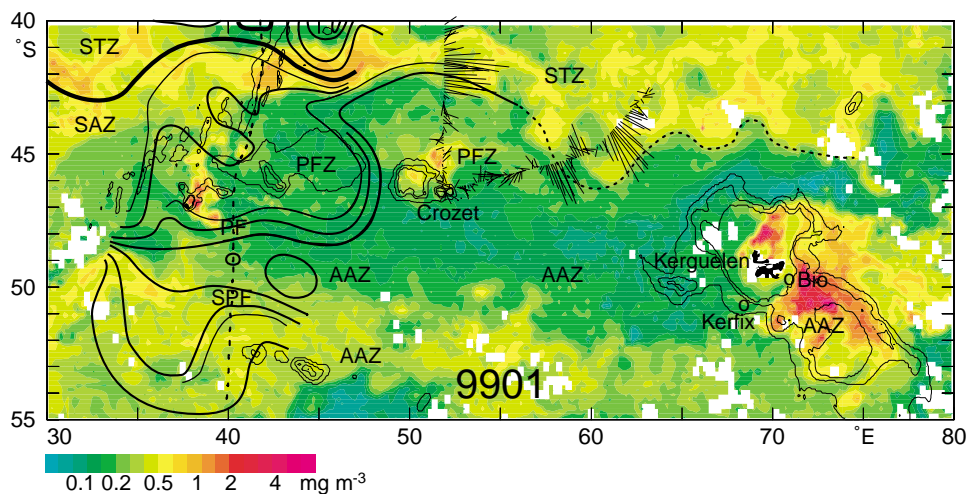 40
°S
45
50
55
STZ
STZ
SAZ
PFZ
PFZ
Crozet
PF
AAZ
AAZ
Kerguelen
Bio
SPF
Kerfix
AAZ
AAZ
9901
30
40
50
60
70
°E
80
0.1
0.2
0.5
1
2
4
mg m⁻³